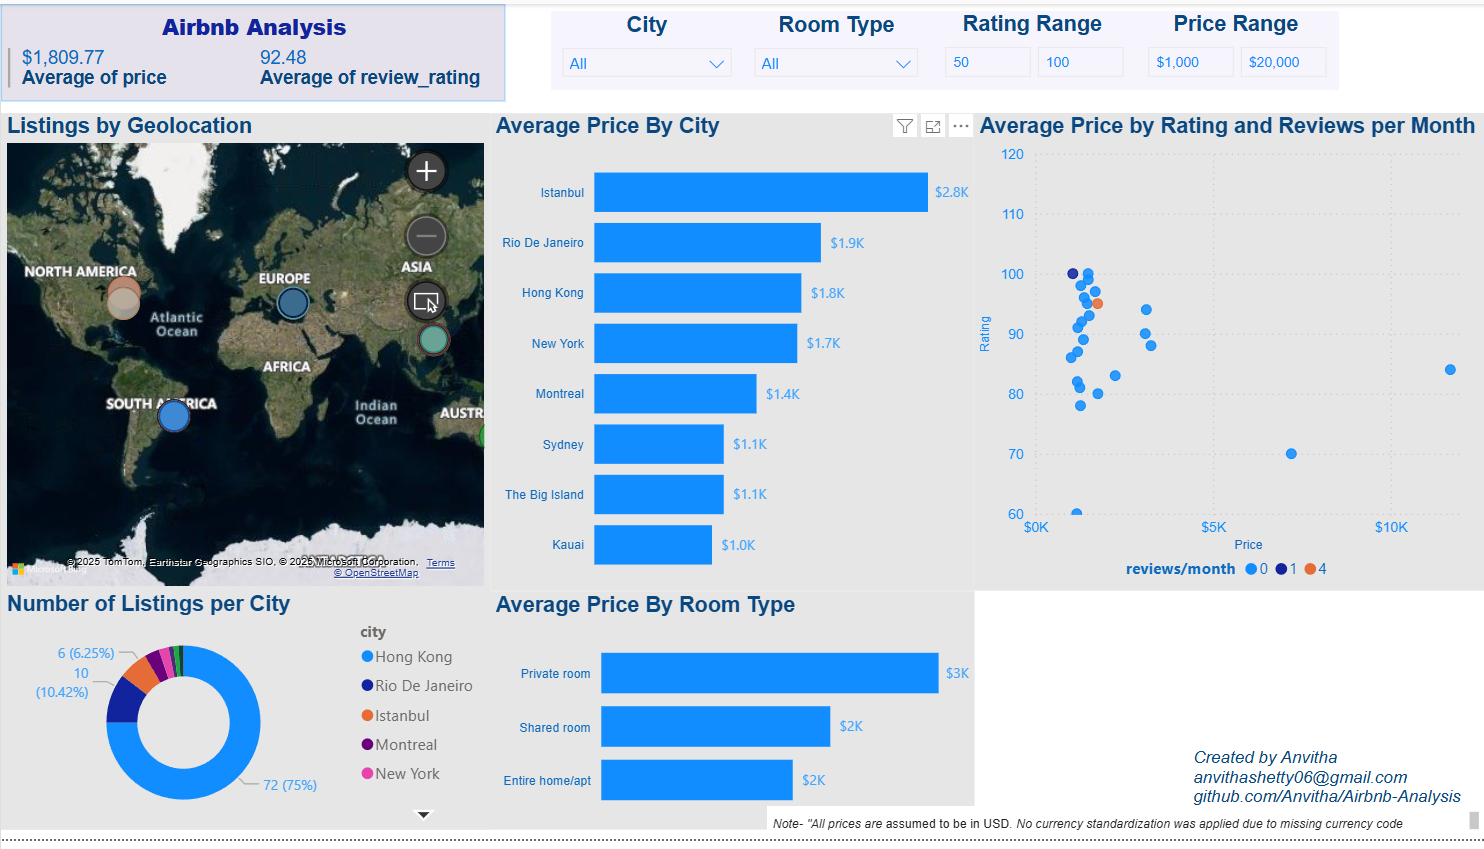 Airbnb Analysis
$1,809.77
Average of price
92.48
Average of review_rating
City
All
Room Type
All
Rating Range
50
100
Price Range
$1,000
$20,000
Listings by Geolocation
NORTH AMERICA
EUROPE
ASIA
Atlantic
Ocean
AFRICA
SOUTH AMERICA
Indian
Ocean
AUSTR
ANTARCTICA
© 2025 TomTom, Earthstar Geographics SIO, © 2025 Microsoft Corporation,
Terms
© OpenStreetMap
Average Price By City
Istanbul
$2.8K
Rio De Janeiro
$1.9K
Hong Kong
$1.8K
New York
$1.7K
Montreal
$1.4K
Sydney
$1.1K
The Big Island
$1.1K
Kauai
$1.0K
Average Price by Rating and Reviews per Month
120
110
100
90
80
70
60
Rating
$0K
$5K
$10K
Price
reviews/month
0
1
4
Number of Listings per City
6 (6.25%)
10
(10.42%)
72 (75%)
city
Hong Kong
Rio De Janeiro
Istanbul
Montreal
New York
Average Price By Room Type
Private room
$3K
Shared room
$2K
Entire home/apt
$2K
Created by Anvitha
anvithashetty06@gmail.com
github.com/Anvitha/Airbnb-Analysis
Note- "All prices are assumed to be in USD. No currency standardization was applied due to missing currency code